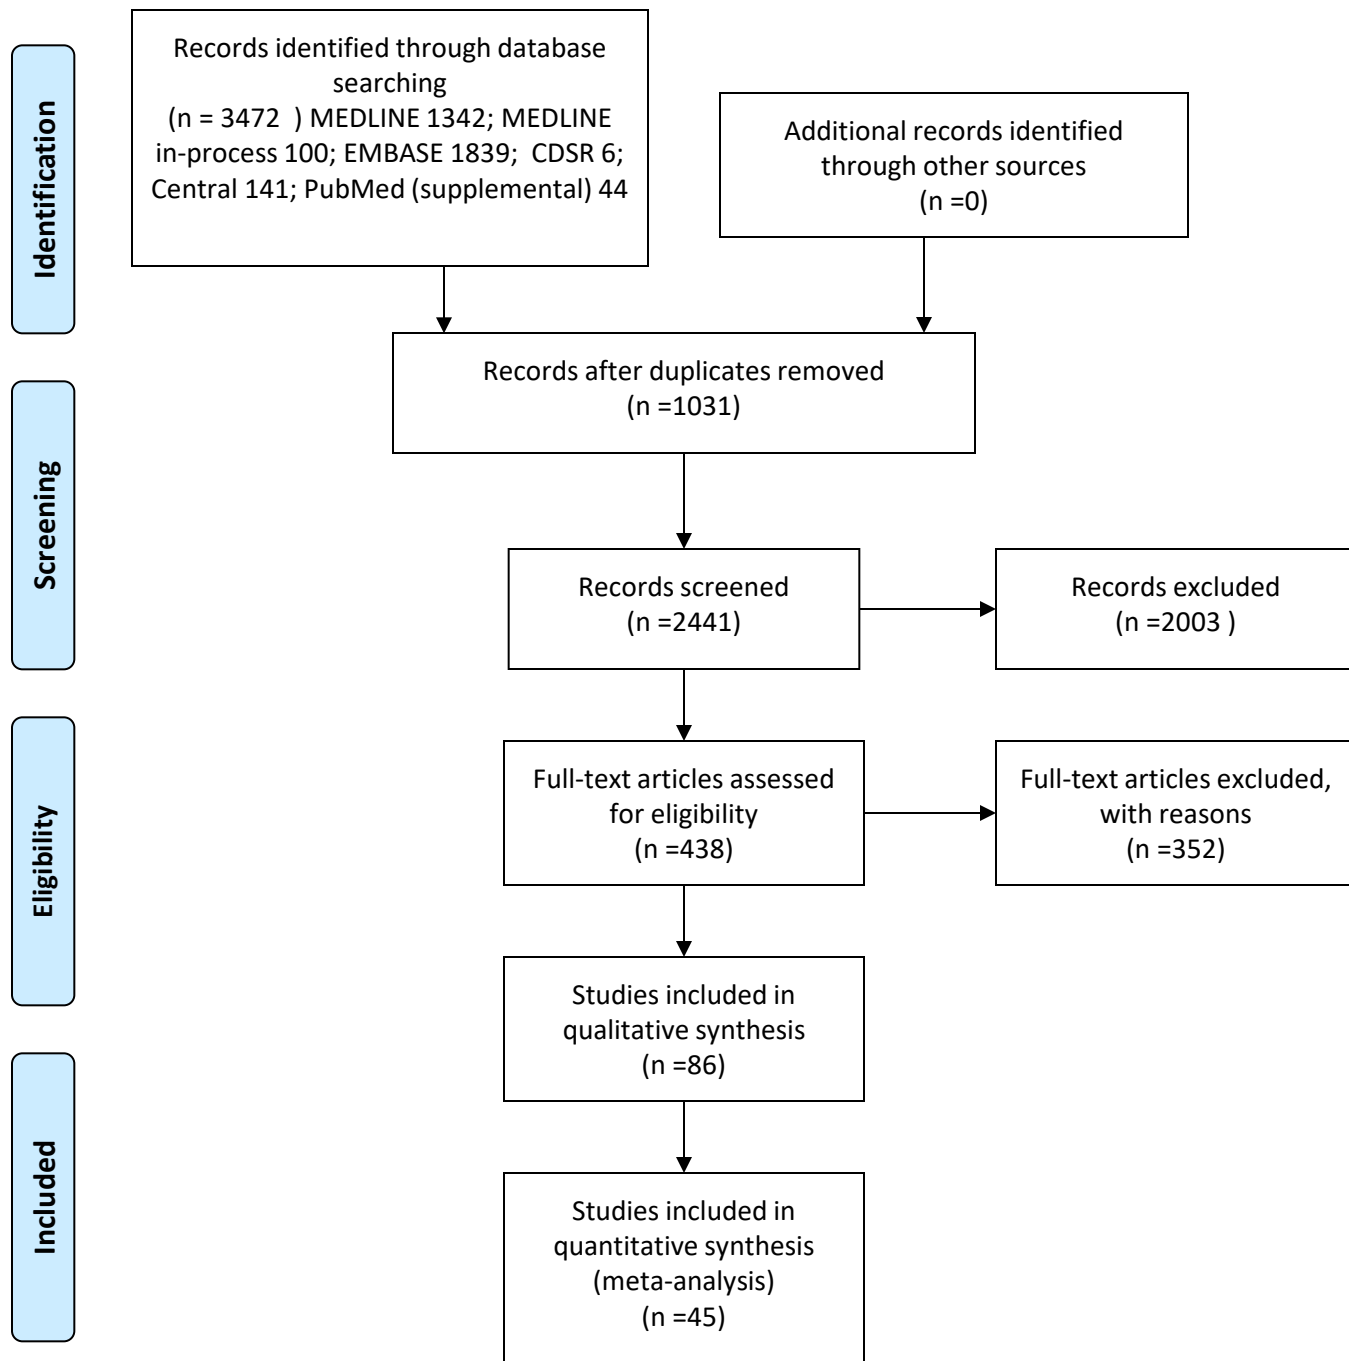 Identification
Records identified through database
searching
(n = 3472  ) MEDLINE 1342; MEDLINE
in-process 100; EMBASE 1839;  CDSR 6;
Central 141; PubMed (supplemental) 44
Additional records identified
through other sources
(n =0)
Records after duplicates removed
(n =1031)
Screening
Records screened
(n =2441)
Records excluded
(n =2003 )
Eligibility
Full-text articles assessed
for eligibility
(n =438)
Full-text articles excluded,
with reasons
(n =352)
Studies included in
qualitative synthesis
(n =86)
Included
Studies included in
quantitative synthesis
(meta-analysis)
(n =45)